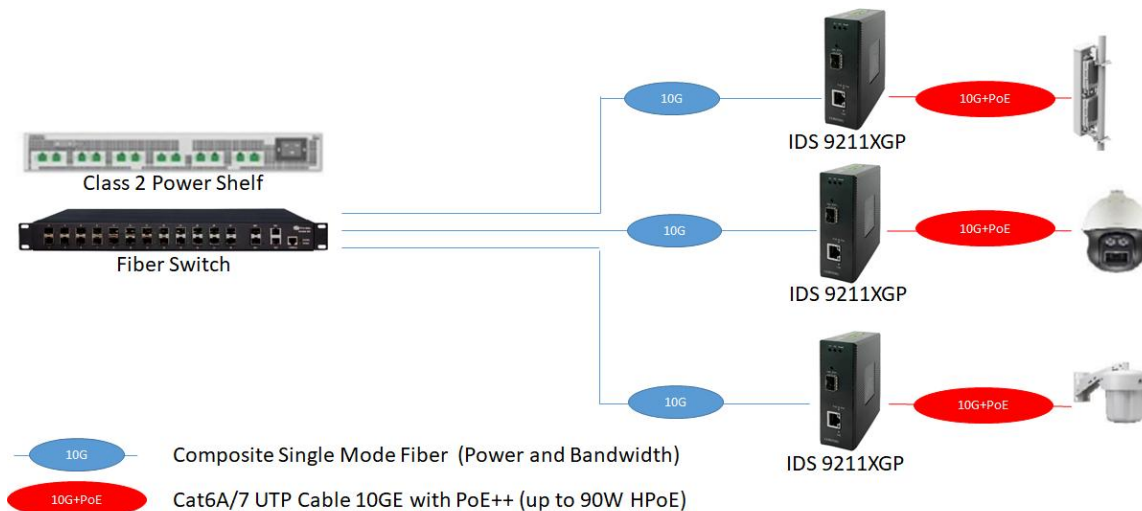 10G
10G+PoE
IDS 9211XGP
Class 2 Power Shelf
Fiber Switch
10G
10G+PoE
IDS 9211XGP
10G
10G+PoE
IDS 9211XGP
10G
Composite Single Mode Fiber (Power and Bandwidth)
10G+PoE
Cat6A/7 UTP Cable 10GE with PoE++ (up to 90W HPoE)